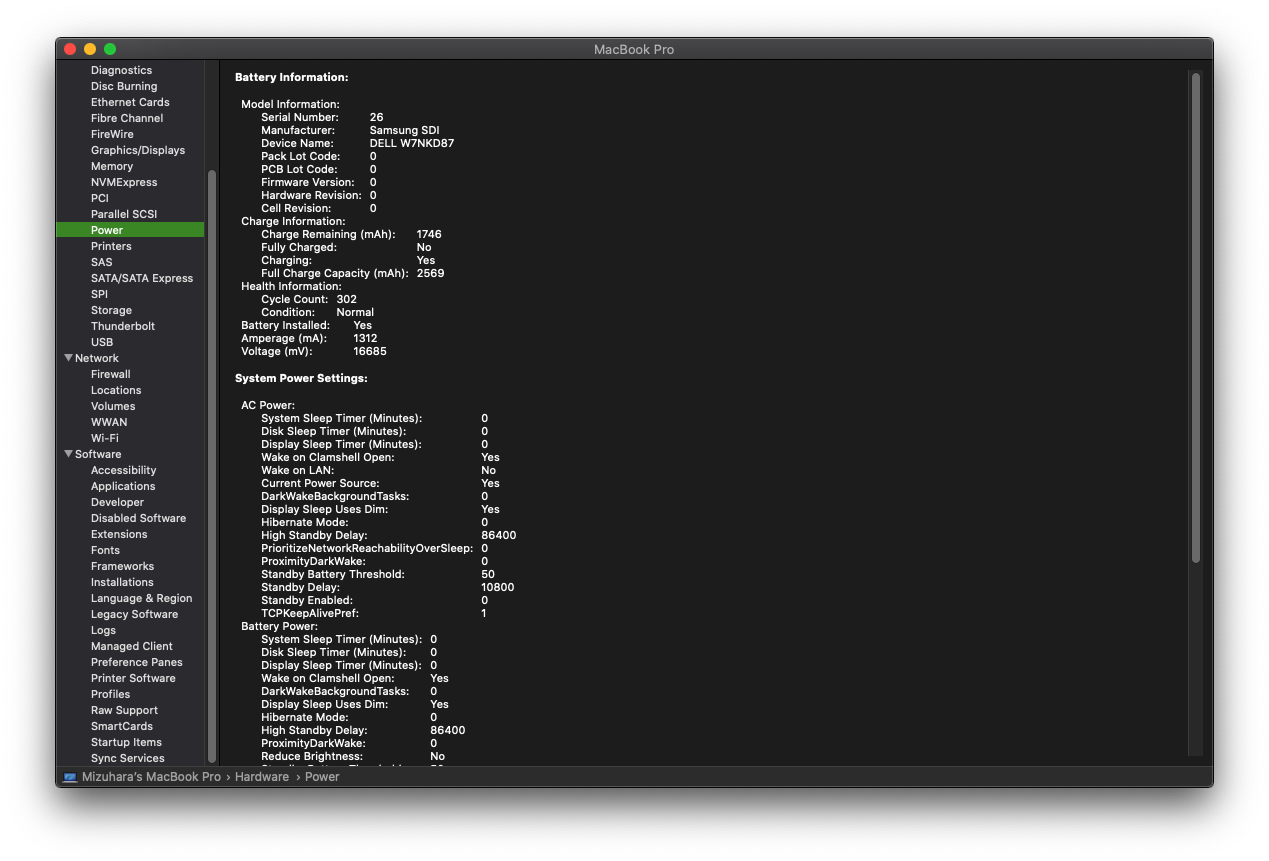 MacBook Pro
Diagnostics
Disc Burning
Ethernet Cards
Fibre Channel
FireWire
Graphics/Displays
Memory
NVMExpress
PCI
Parallel SCSI
Power
Printers
SAS
SATA/SATA Express
SPI
Storage
Thunderbolt
USB
Network
Firewall
Locations
Volumes
WWAN
Wi-Fi
Software
Accessibility
Applications
Developer
Disabled Software
Extensions
Fonts
Frameworks
Installations
Language & Region
Legacy Software
Logs
Managed Client
Preference Panes
Printer Software
Profiles
Raw Support
SmartCards
Startup Items
Sync Services
Battery Information:
Model Information:
Serial Number: 26
Manufacturer: Samsung SDI
Device Name: DELL W7NKD87
Pack Lot Code: 0
PCB Lot Code: 0
Firmware Version: 0
Hardware Revision: 0
Cell Revision: 0
Charge Information:
Charge Remaining (mAh): 1746
Fully Charged: No
Charging: Yes
Full Charge Capacity (mAh): 2569
Health Information:
Cycle Count: 302
Condition: Normal
Battery Installed: Yes
Amperage (mA): 1312
Voltage (mV): 16685
System Power Settings:
AC Power:
System Sleep Timer (Minutes): 0
Disk Sleep Timer (Minutes): 0
Display Sleep Timer (Minutes): 0
Wake on Clamshell Open: Yes
Wake on LAN: No
Current Power Source: Yes
DarkWakeBackgroundTasks: 0
Display Sleep Uses Dim: Yes
Hibernate Mode: 0
High Standby Delay: 86400
PrioritizeNetworkReachabilityOverSleep: 0
ProximityDarkWake: 0
Standby Battery Threshold: 50
Standby Delay: 10800
Standby Enabled: 0
TCPKeepAlivePref: 1
Battery Power:
System Sleep Timer (Minutes): 0
Disk Sleep Timer (Minutes): 0
Display Sleep Timer (Minutes): 0
Wake on Clamshell Open: Yes
DarkWakeBackgroundTasks: 0
Display Sleep Uses Dim: Yes
Hibernate Mode: 0
High Standby Delay: 86400
ProximityDarkWake: 0
Reduce Brightness: No
Mizuhara's MacBook Pro › Hardware › Power